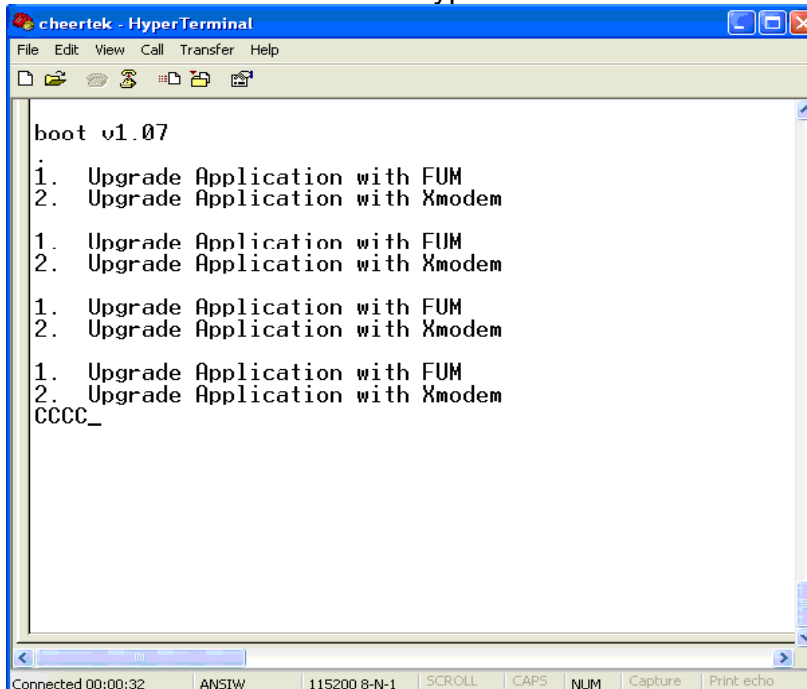 cheertek - HyperTerminal
File Edit View Call Transfer Help
boot v1.07
.
1. Upgrade Application with FUM
2. Upgrade Application with Xmodem
1. Upgrade Application with FUM
2. Upgrade Application with Xmodem
1. Upgrade Application with FUM
2. Upgrade Application with Xmodem
1. Upgrade Application with FUM
2. Upgrade Application with Xmodem
CCCC_
Connected 00:00:32 ANSIW 115200 8-N-1 SCROLL CAPS NUM Capture Print echo